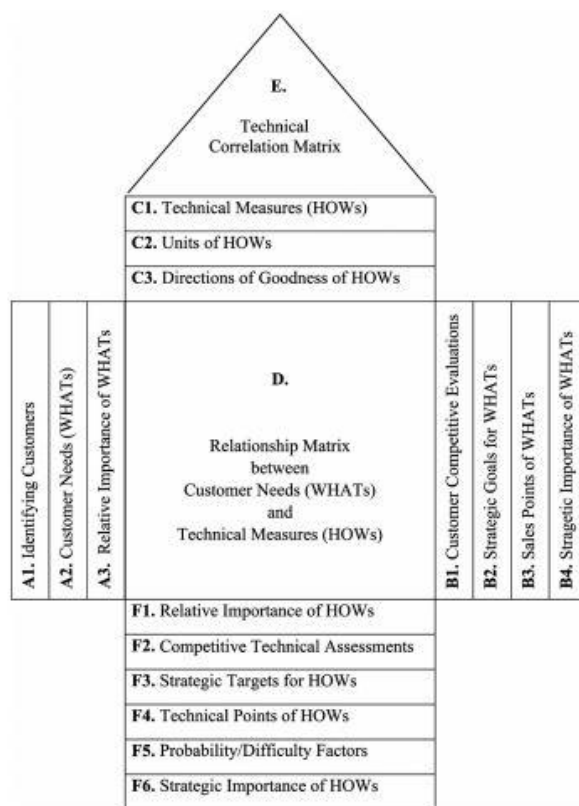 E.
Technical
Correlation Matrix
C1. Technical Measures (HOWs)
C2. Units of HOWs
C3. Directions of Goodness of HOWs
A1. Identifying Customers
A2. Customer Needs (WHATs)
A3. Relative Importance of WHATs
D.
Relationship Matrix
between
Customer Needs (WHATs)
and
Technical Measures (HOWs)
B1. Customer Competitive Evaluations
B2. Strategic Goals for WHATs
B3. Sales Points of WHATs
B4. Stragetic Importance of WHATs
F1. Relative Importance of HOWs
F2. Competitive Technical Assessments
F3. Strategic Targets for HOWs
F4. Technical Points of HOWs
F5. Probability/Difficulty Factors
F6. Strategic Importance of HOWs